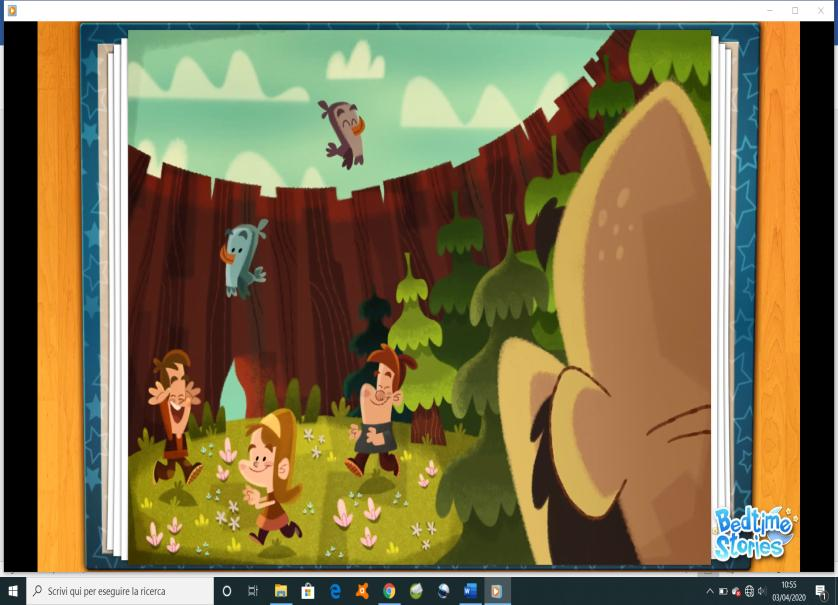 Bedtime
Stories
Scrivi qui per eseguire la ricerca
10:55
03/04/2020